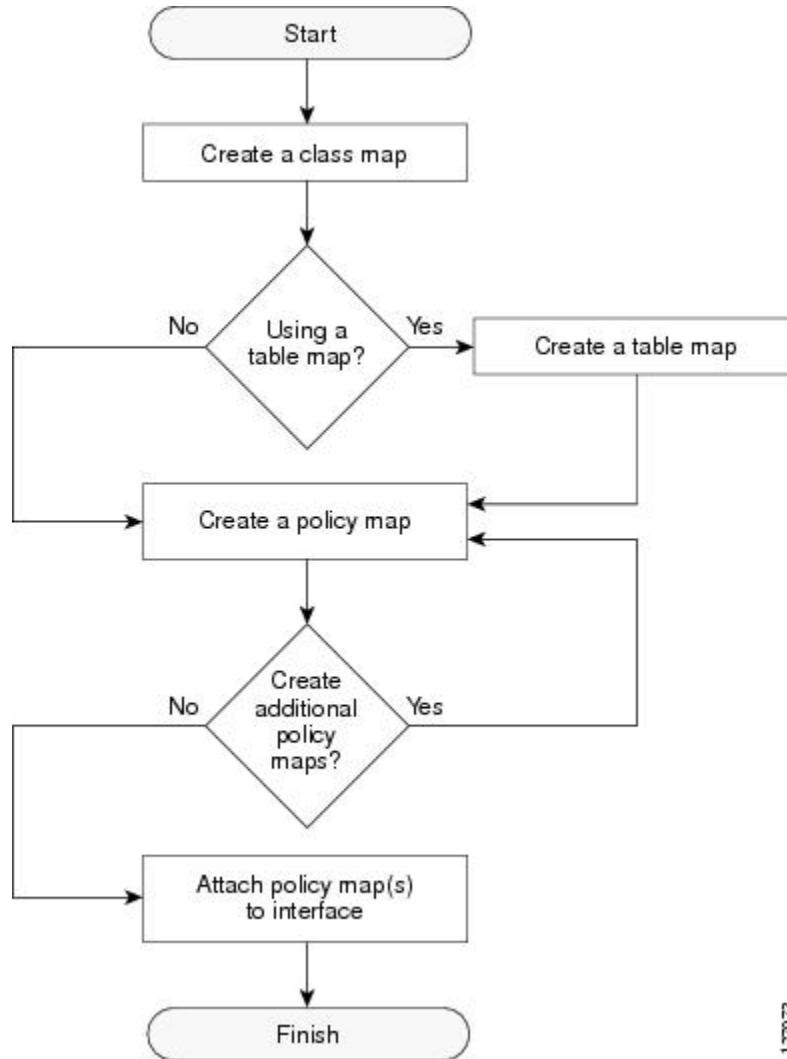 Start
Create a class map
No
Using a
table map?
Yes
Create a table map
Create a policy map
No
Create
additional
policy
maps?
Yes
Attach policy map(s)
to interface
Finish